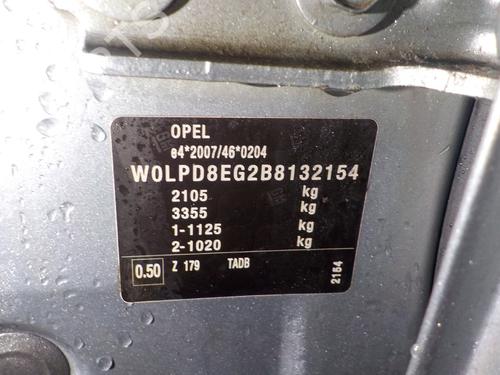 OPEL
e4*2007/46*0204
W0LPD8EG2B8132154
2105 kg
3355 kg
1-1125 kg
2-1020 kg
0.50 Z 179 TADB
2154